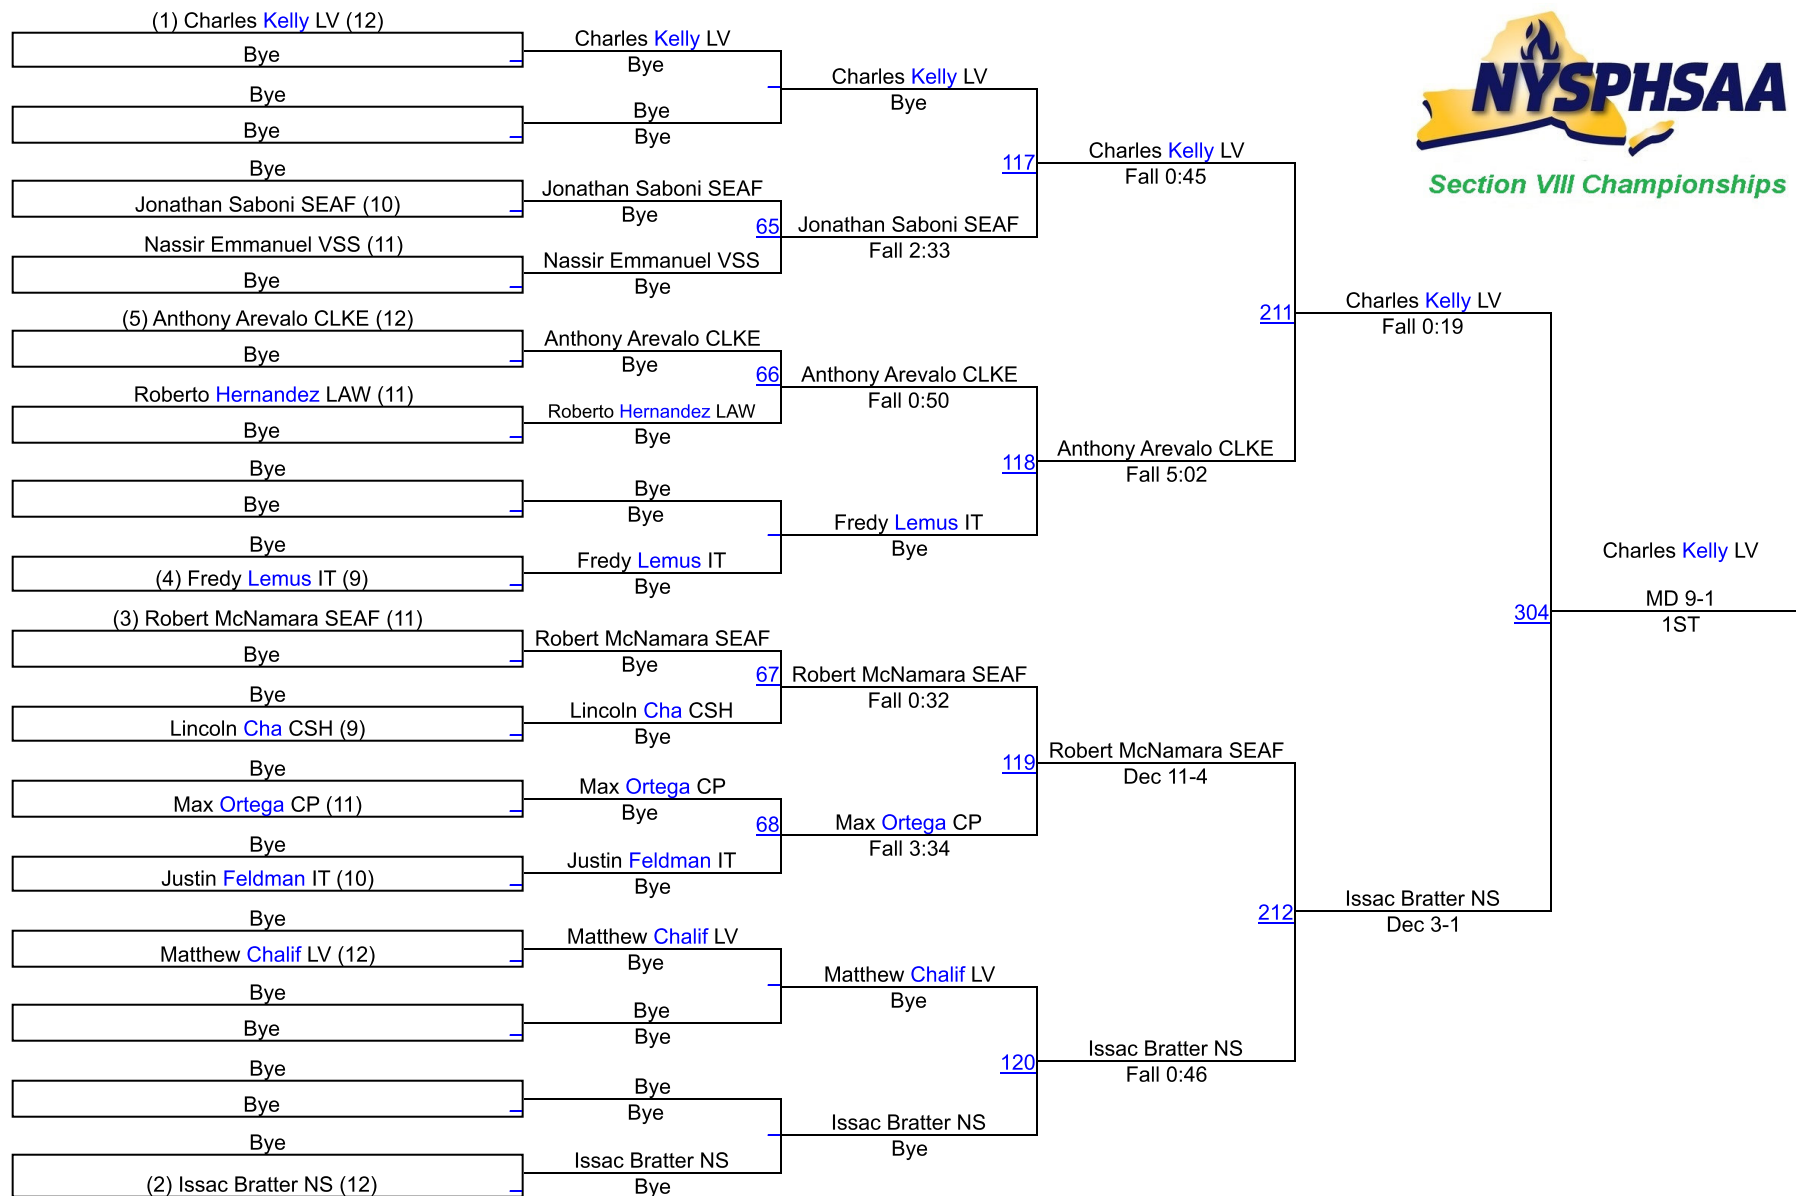 (1) Charles Kelly LV (12)
Bye
Bye
Bye
Bye
Jonathan Saboni SEAF (10)
Nassir Emmanuel VSS (11)
Bye
(5) Anthony Arevalo CLKE (12)
Bye
Roberto Hernandez LAW (11)
Bye
Bye
Bye
Bye
(4) Fredy Lemus IT (9)
(3) Robert McNamara SEAF (11)
Bye
Bye
Lincoln Cha CSH (9)
Bye
Max Ortega CP (11)
Bye
Justin Feldman IT (10)
Bye
Matthew Chalif LV (12)
Bye
Bye
Bye
Bye
Bye
(2) Issac Bratter NS (12)
Charles Kelly LV
Bye
Bye
Bye
Jonathan Saboni SEAF
Bye
65
Nassir Emmanuel VSS
Bye
Anthony Arevalo CLKE
Bye
66
Roberto Hernandez LAW
Bye
Bye
Bye
Fredy Lemus IT
Bye
Robert McNamara SEAF
Bye
67
Lincoln Cha CSH
Bye
Max Ortega CP
Bye
68
Justin Feldman IT
Bye
Matthew Chalif LV
Bye
Bye
Bye
Bye
Bye
Issac Bratter NS
Bye
Charles Kelly LV
Bye
117
Jonathan Saboni SEAF
Fall 2:33
Anthony Arevalo CLKE
Fall 0:50
118
Fredy Lemus IT
Bye
Robert McNamara SEAF
Fall 0:32
119
Max Ortega CP
Fall 3:34
Matthew Chalif LV
Bye
120
Issac Bratter NS
Bye
Charles Kelly LV
Fall 0:45
211
Anthony Arevalo CLKE
Fall 5:02
Robert McNamara SEAF
Dec 11-4
212
Issac Bratter NS
Fall 0:46
Charles Kelly LV
Fall 0:19
304
Issac Bratter NS
Dec 3-1
Charles Kelly LV
MD 9-1
1ST
NYSPHSAA
Section VIII Championships